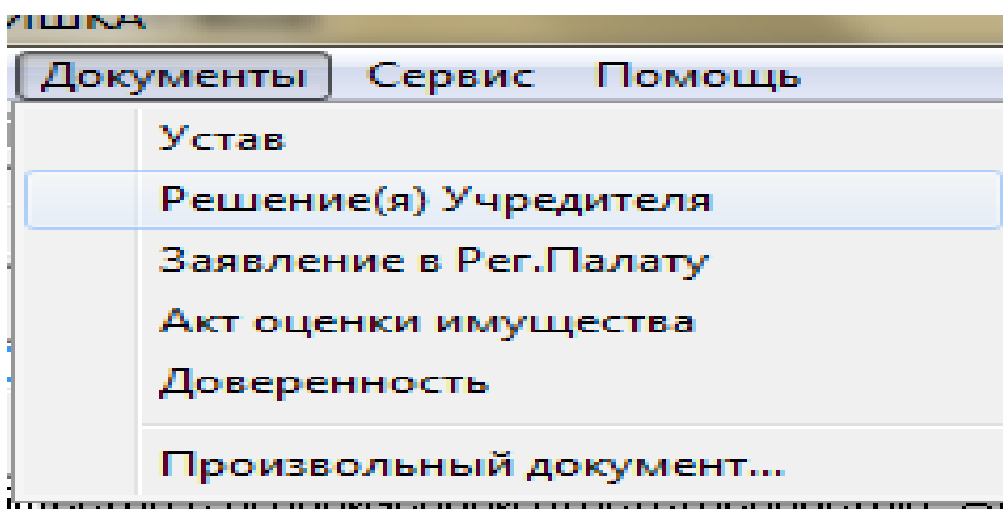 Документы Сервис Помощь
Устав
Решение(я) Учредителя
Заявление в Рег.Палату
Акт оценки имущества
Доверенность
Произвольный документ...